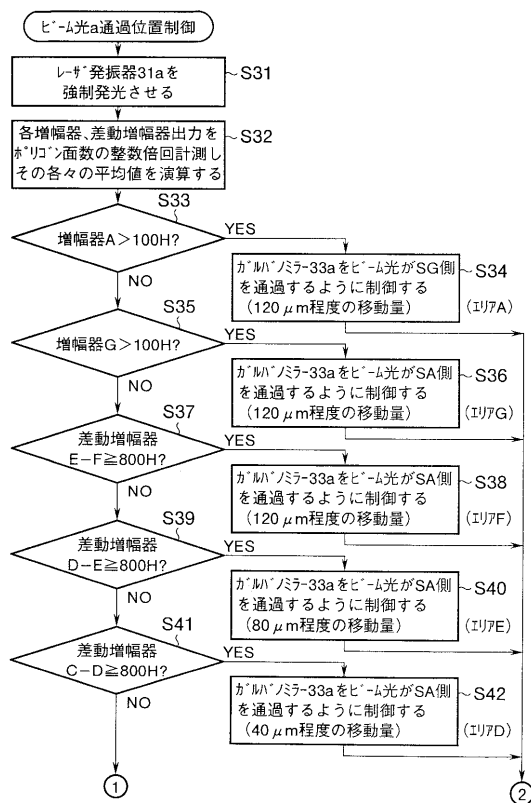 ﾋﾞｰﾑ光a通過位置制御
ﾚｰｻﾞ発振器31aを
強制発光させる
S31
各増幅器、差動増幅器出力を
ﾎﾟﾘｺﾞﾝ面数の整数倍回計測し
その各々の平均値を演算する
S32
S33
増幅器A＞100H?
YES
NO
ｶﾞﾙﾊﾞﾉﾐﾗｰ33aをﾋﾞｰﾑ光がSG側
を通過するように制御する
（120μm程度の移動量）
S34
(ｴﾘｱA)
S35
増幅器G＞100H?
YES
NO
ｶﾞﾙﾊﾞﾉﾐﾗｰ33aをﾋﾞｰﾑ光がSA側
を通過するように制御する
（120μm程度の移動量）
S36
(ｴﾘｱG)
S37
差動増幅器
E−F≧800H?
YES
NO
ｶﾞﾙﾊﾞﾉﾐﾗｰ33aをﾋﾞｰﾑ光がSA側
を通過するように制御する
（120μm程度の移動量）
S38
(ｴﾘｱF)
S39
差動増幅器
D−E≧800H?
YES
NO
ｶﾞﾙﾊﾞﾉﾐﾗｰ33aをﾋﾞｰﾑ光がSA側
を通過するように制御する
（80μm程度の移動量）
S40
(ｴﾘｱE)
S41
差動増幅器
C−D≧800H?
YES
NO
ｶﾞﾙﾊﾞﾉﾐﾗｰ33aをﾋﾞｰﾑ光がSA側
を通過するように制御する
（40μm程度の移動量）
S42
(ｴﾘｱD)
1
2